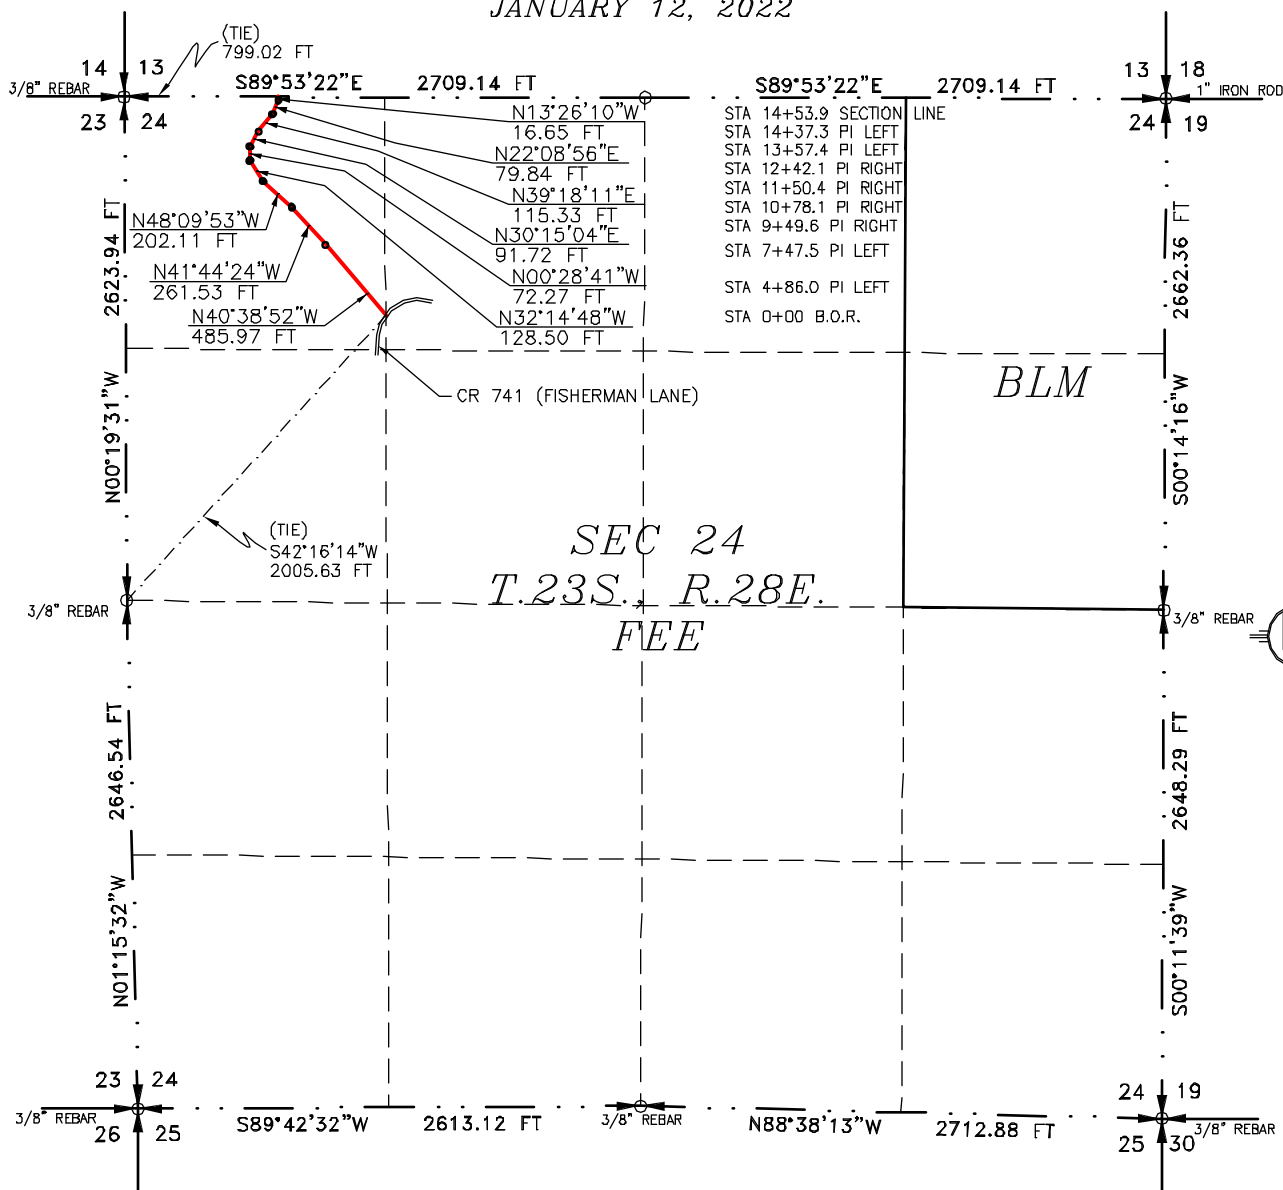 JANUARY 12, 2022
(TIE)
799.02 FT
14 13
3/8" REBAR
23 24
S89°53'22"E 2709.14 FT
S89°53'22"E 2709.14 FT
13 18
1" IRON ROD
24 19
N13°26'10"W
16.65 FT
N22°08'56"E
79.84 FT
N39°18'11"E
115.33 FT
N30°15'04"E
91.72 FT
N00°28'41"W
72.27 FT
N32°14'48"W
128.50 FT
STA 14+53.9 SECTION LINE
STA 14+37.3 PI LEFT
STA 13+57.4 PI LEFT
STA 12+42.1 PI RIGHT
STA 11+50.4 PI RIGHT
STA 10+78.1 PI RIGHT
STA 9+49.6 PI RIGHT
STA 7+47.5 PI LEFT
STA 4+86.0 PI LEFT
STA 0+00 B.O.R.
N48°09'53"W
202.11 FT
N41°44'24"W
261.53 FT
N40°38'52"W
485.97 FT
N00°19'31"W 2623.94 FT
S00°14'16"W 2662.36 FT
CR 741 (FISHERMAN LANE)
BLM
(TIE)
S42°16'14"W
2005.63 FT
SEC 24
T.23S., R.28E.
FEE
3/8" REBAR
3/8" REBAR
N01°15'32"W 2646.54 FT
S00°11'39"W 2648.29 FT
23 24
3/8" REBAR
26 25
S89°42'32"W 2613.12 FT
3/8" REBAR
N88°38'13"W 2712.88 FT
24 19
3/8" REBAR
25 30